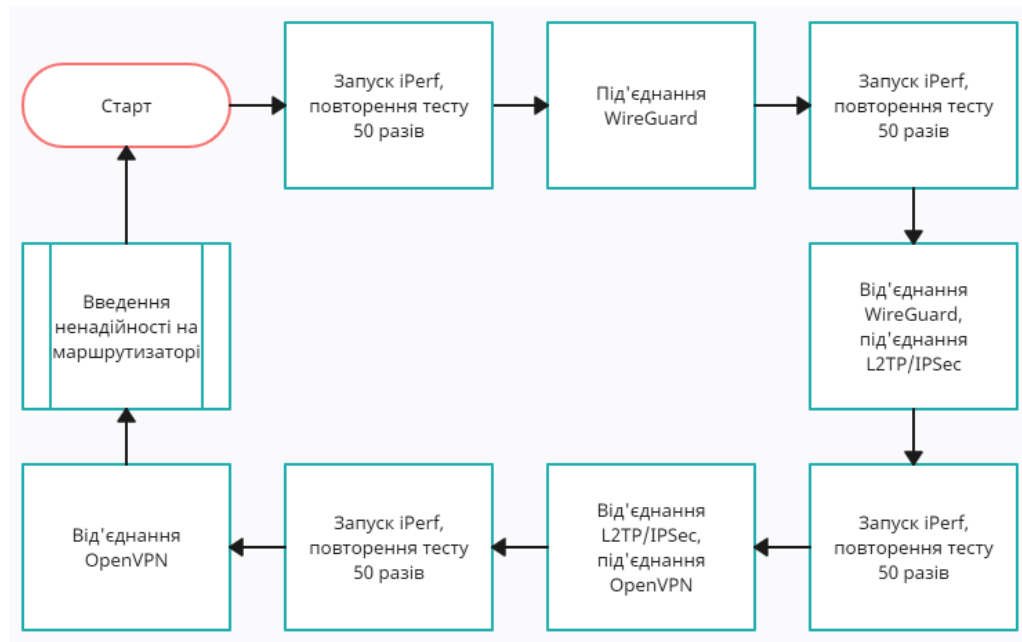 Старт
Запуск iPerf,
повторення тесту
50 разів
Під'єднання
WireGuard
Запуск iPerf,
повторення тесту
50 разів
Від'єднання
WireGuard,
під'єднання
L2TP/IPSec
Запуск iPerf,
повторення тесту
50 разів
Від'єднання
L2TP/IPSec,
під'єднання
OpenVPN
Запуск iPerf,
повторення тесту
50 разів
Від'єднання
OpenVPN
Введення
ненадійності на
маршрутизаторі